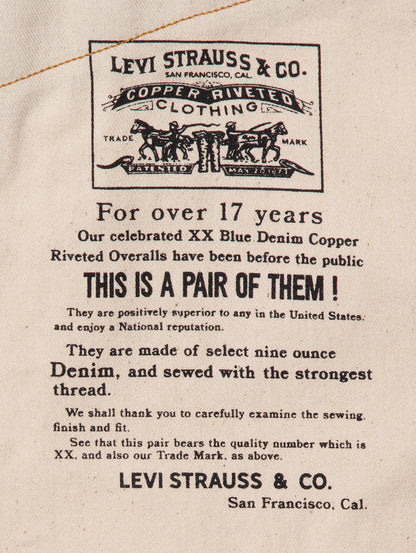 LEVI STRAUSS & CO.
SAN FRANCISCO, CAL.
COPPER RIVETED
CLOTHING
TRADE MARK
PATENTED MAY 20 1873
For over 17 years
Our celebrated XX Blue Denim Copper
Riveted Overalls have been before the public
THIS IS A PAIR OF THEM!
They are positively superior to any in the United States,
and enjoy a National reputation.
They are made of select nine ounce
Denim, and sewed with the strongest
thread.
We shall thank you to carefully examine the sewing,
finish and fit.
See that this pair bears the quality number which is
XX, and also our Trade Mark, as above.
LEVI STRAUSS & CO.
San Francisco, Cal.